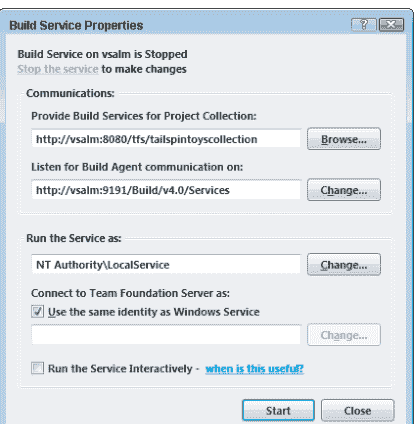 Build Service Properties
Build Service on vsalm is Stopped
Stop the service to make changes
Communications:
Provide Build Services for Project Collection:
http://vsalm:8080/tfs/tailspintoyscollection
Browse...
Listen for Build Agent communication on:
http://vsalm:9191/Build/v4.0/Services
Change...
Run the Service as:
NT Authority\LocalService
Change...
Connect to Team Foundation Server as:
Use the same identity as Windows Service
Change...
Run the Service Interactively - when is this useful?
Start Close